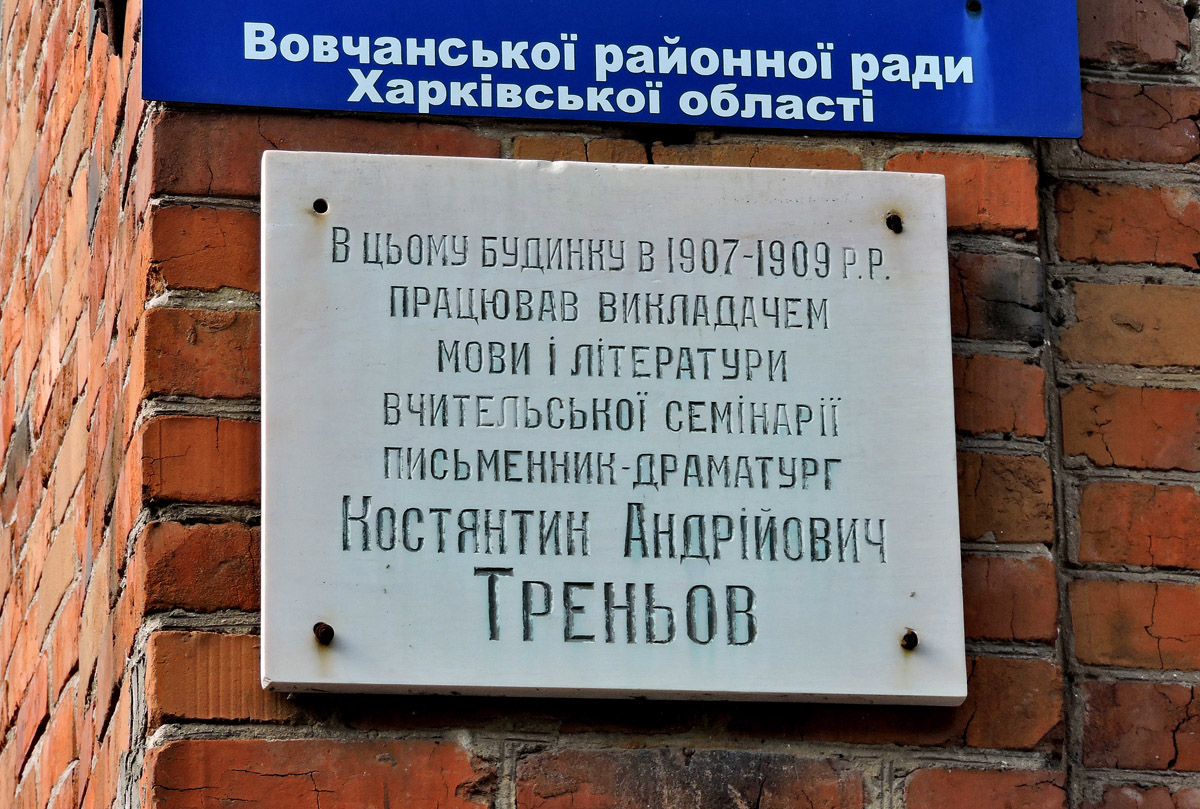 Вовчанської районної ради
Харківської області
В цьому будинку в 1907-1909 р.р.
працював викладачем
мови і літератури
вчительської семінарії
письменник-драматург
Костянтин Андрійович
Треньов